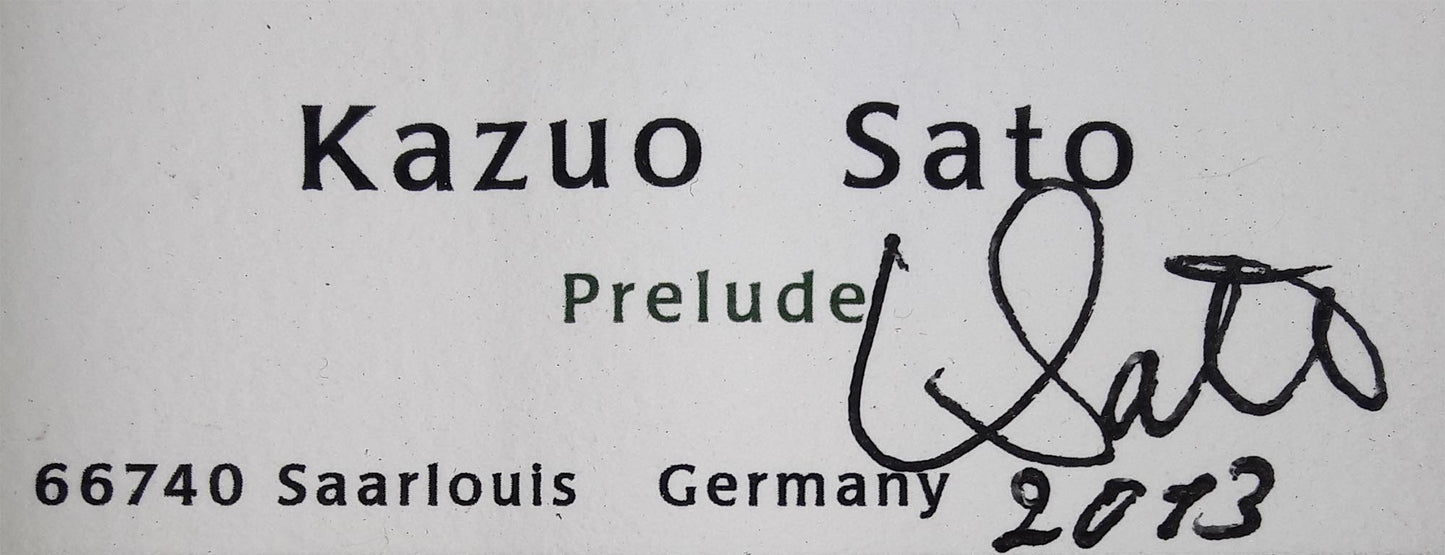 Kazuo Sato
Prelude
Sato
66740 Saarlouis Germany
2013